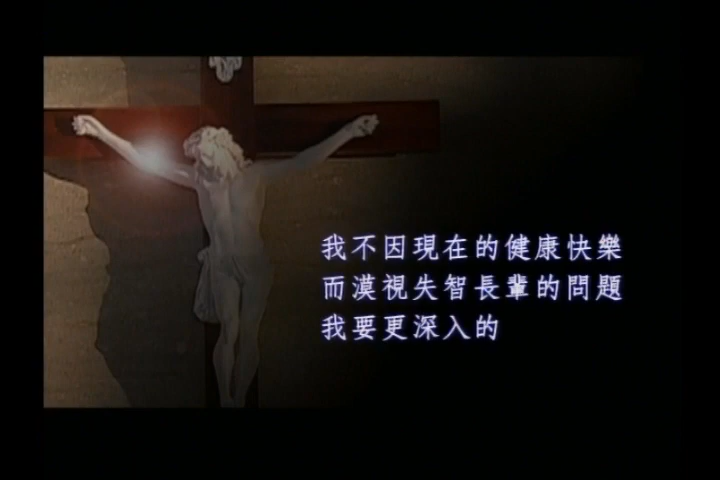 我不因現在的健康快樂
而漠視失智長輩的問題
我要更深入的